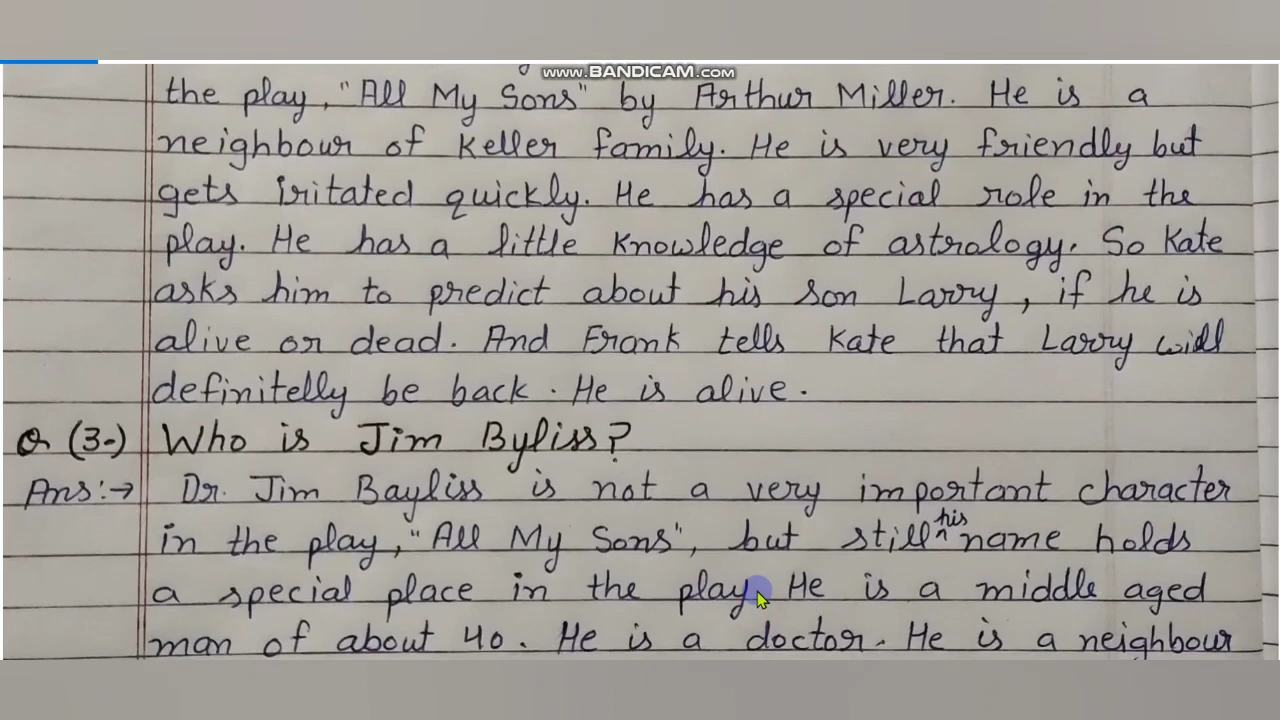 www.BANDICAM.com
the play, "All My Sons" by Arthur Miller. He is a
neighbour of Keller family. He is very friendly but
gets iritated quickly. He has a special role in the
play. He has a little knowledge of astrology. So Kate
asks him to predict about his son Larry, if he is
alive or dead. And Frank tells Kate that Larry will
definitelly be back. He is alive.
Q (3-) Who is Jim Byliss?
Ans:→ Dr. Jim Bayliss is not a very important character
in the play, "All My Sons", but still his name holds
a special place in the play. He is a middle aged
man of about 40. He is a doctor. He is a neighbour